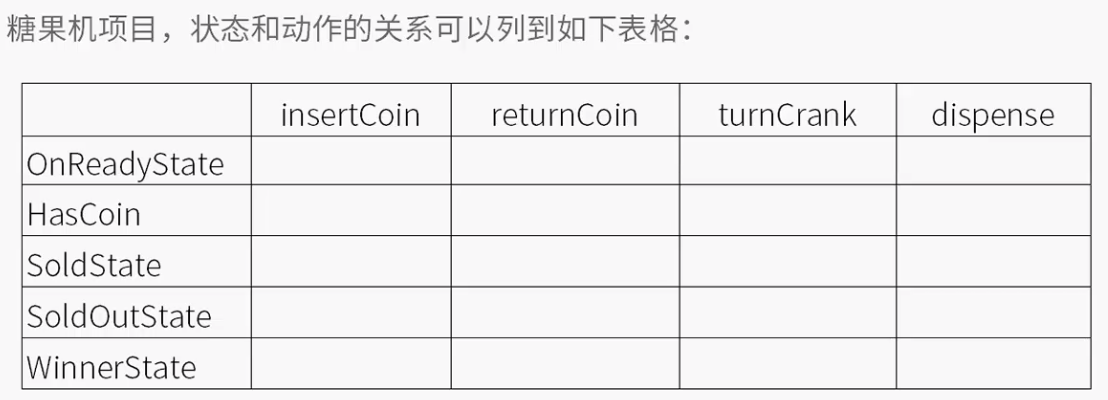 糖果机项目，状态和动作的关系可以列到如下表格：
insertCoin returnCoin turnCrank dispense
OnReadyState
HasCoin
SoldState
SoldOutState
WinnerState